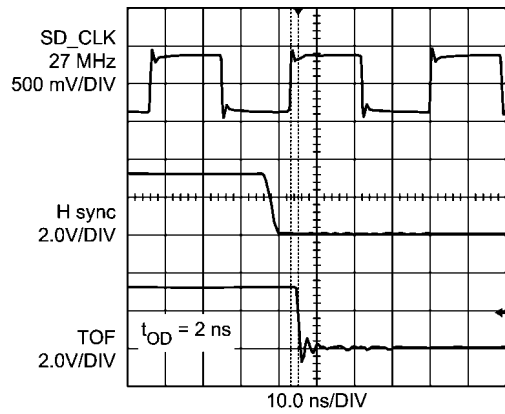 SD_CLK
27 MHz
500 mV/DIV
H sync
2.0V/DIV
tOD = 2 ns
TOF
2.0V/DIV
10.0 ns/DIV